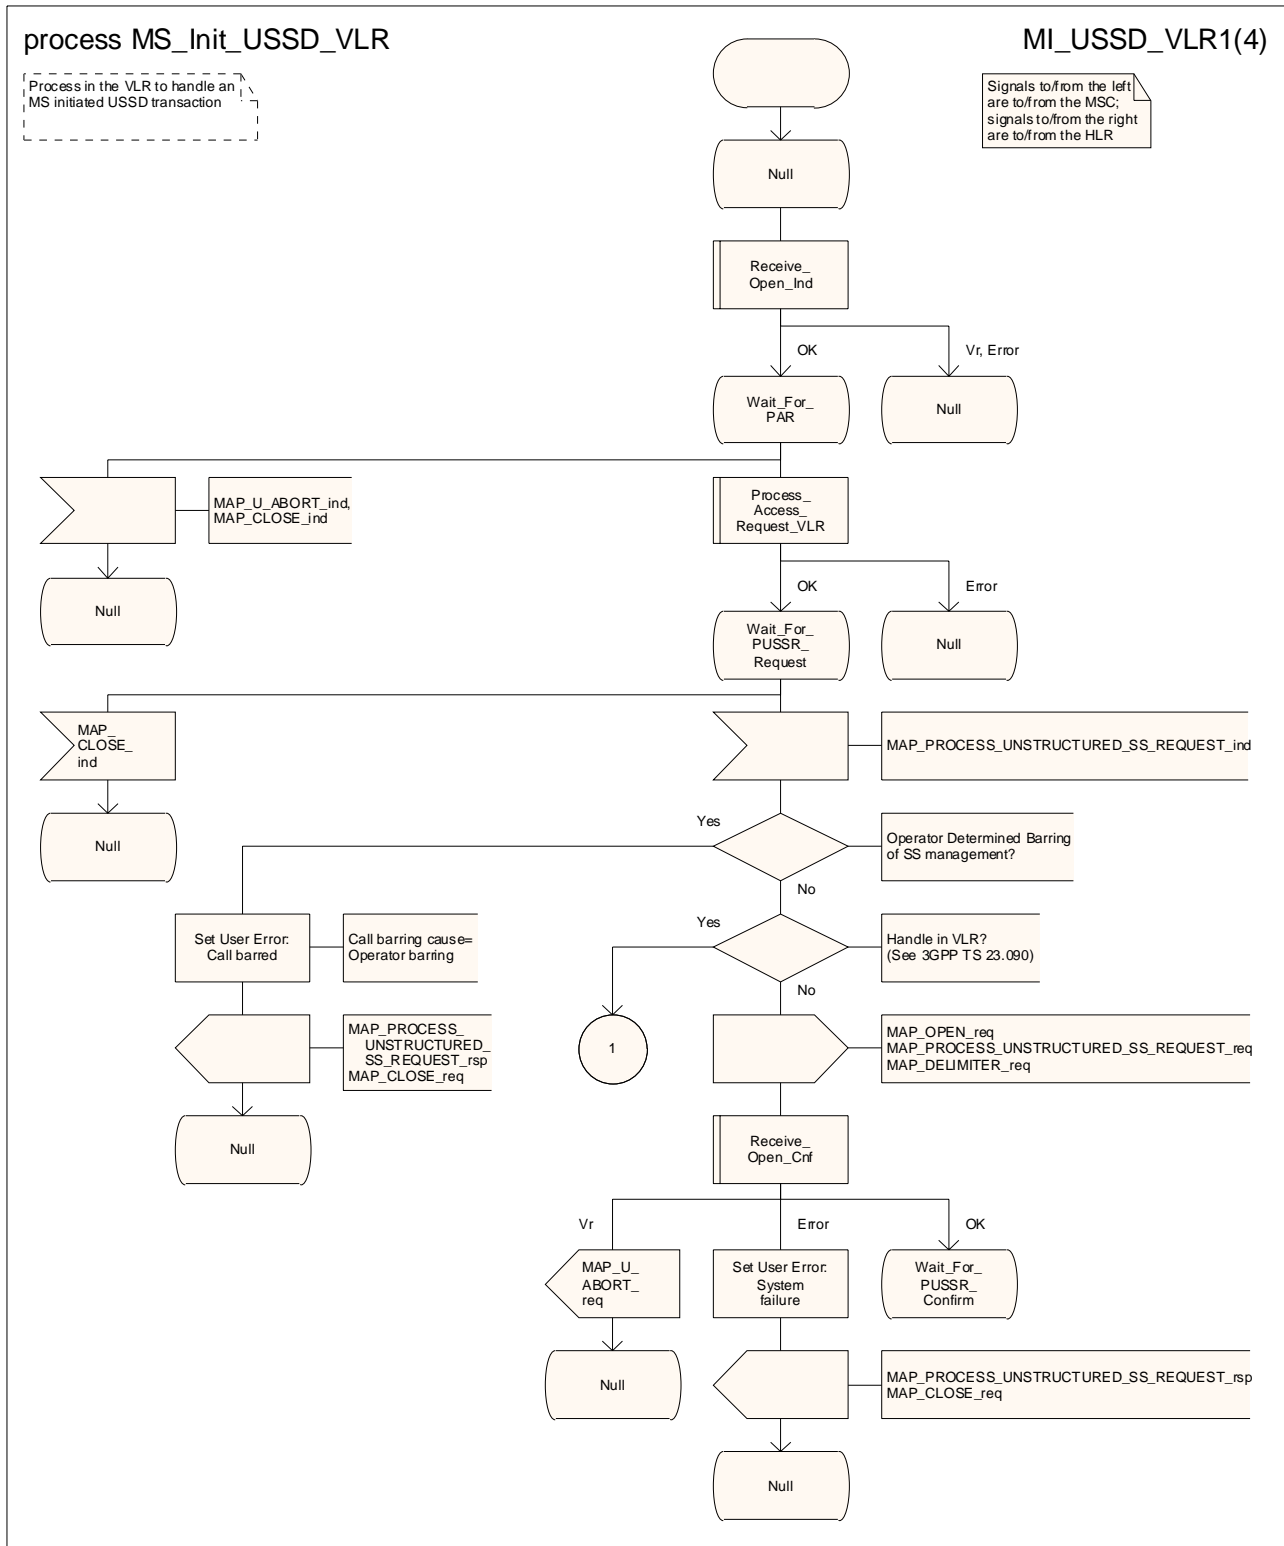 process MS_Init_USSD_VLR
MI_USSD_VLR1(4)
Process in the VLR to handle an
MS initiated USSD transaction
Signals to/from the left
are to/from the MSC;
signals to/from the right
are to/from the HLR
Null
Receive_
Open_Ind
OK
Vr, Error
Wait_For_
PAR
Null
MAP_U_ABORT_ind,
MAP_CLOSE_ind
Process_
Access_
Request_VLR
Null
OK
Error
Wait_For_
PUSSR_
Request
Null
MAP_
CLOSE_
ind
MAP_PROCESS_UNSTRUCTURED_SS_REQUEST_ind
Null
Yes
Operator Determined Barring
of SS management?
No
Set User Error:
Call barred
Call barring cause=
Operator barring
Yes
Handle in VLR?
(See 3GPP TS 23.090)
No
MAP_PROCESS_
UNSTRUCTURED_
SS_REQUEST_rsp
MAP_CLOSE_req
1
MAP_OPEN_req
MAP_PROCESS_UNSTRUCTURED_SS_REQUEST_req
MAP_DELIMITER_req
Null
Receive_
Open_Cnf
Vr
Error
OK
MAP_U_
ABORT_
req
Set User Error:
System
failure
Wait_For_
PUSSR_
Confirm
Null
MAP_PROCESS_UNSTRUCTURED_SS_REQUEST_rsp
MAP_CLOSE_req
Null